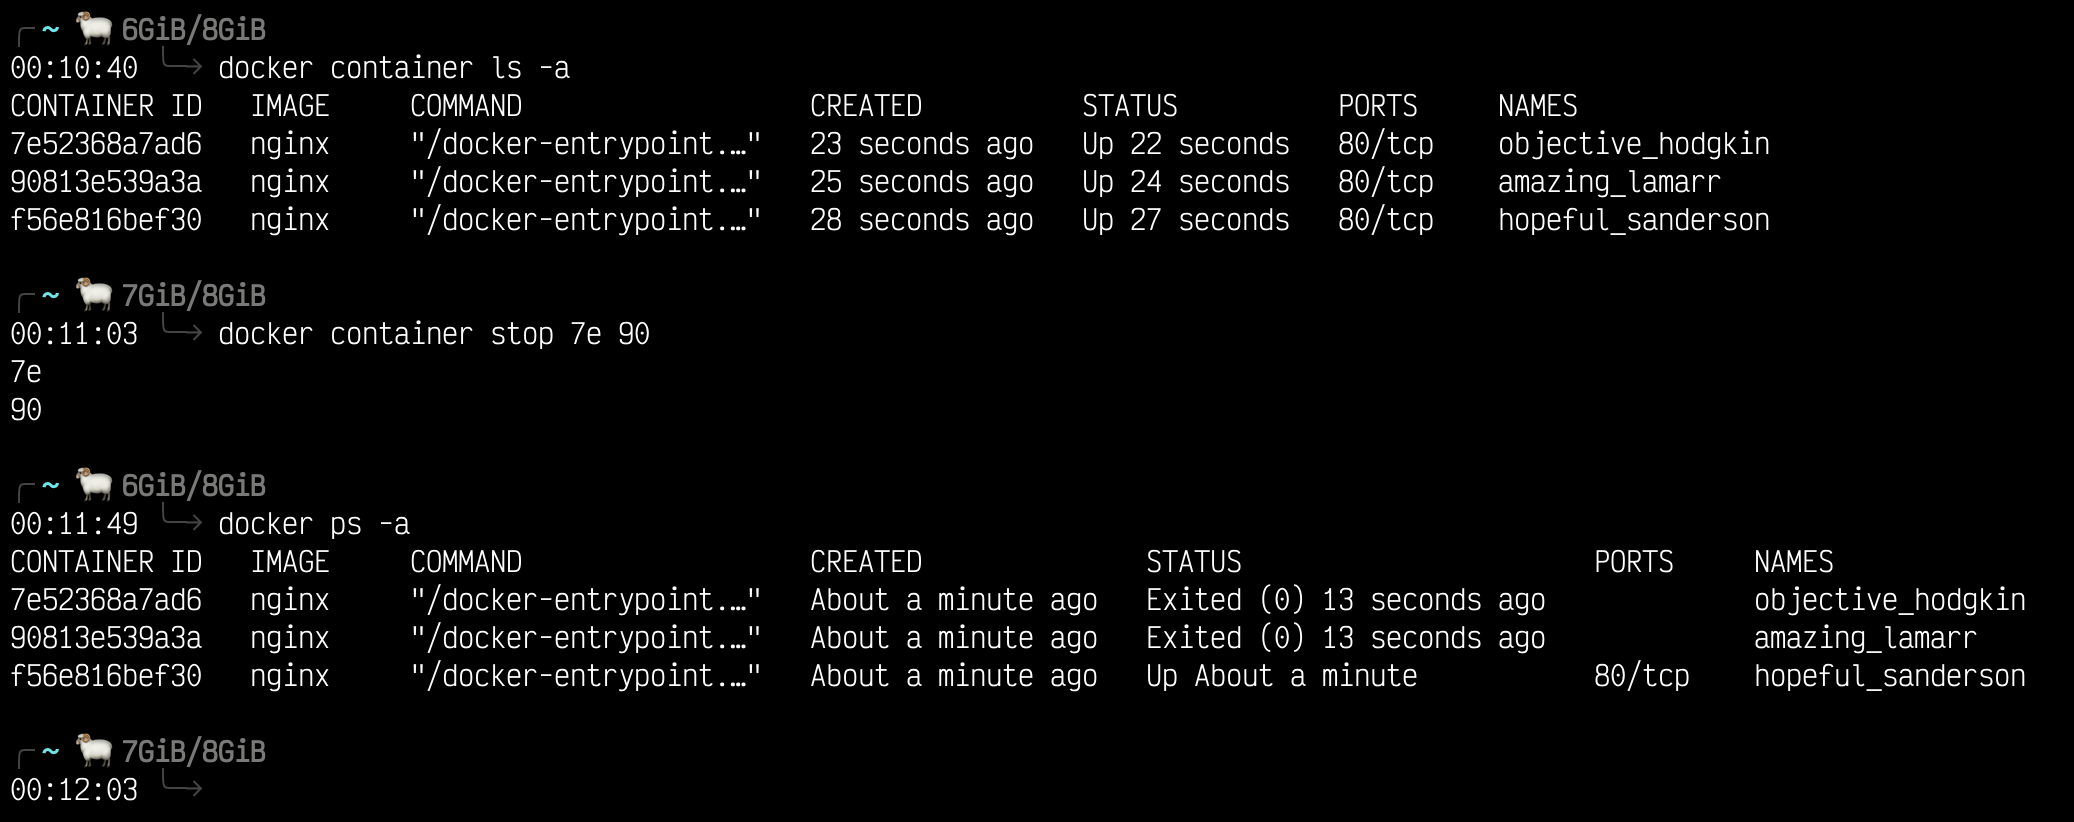 ~ 🐏 6GiB/8GiB
00:10:40 ╰─> docker container ls -a
CONTAINER ID   IMAGE     COMMAND                  CREATED          STATUS          PORTS     NAMES
7e52368a7ad6   nginx     "/docker-entrypoint.…"   23 seconds ago   Up 22 seconds   80/tcp    objective_hodgkin
90813e539a3a   nginx     "/docker-entrypoint.…"   25 seconds ago   Up 24 seconds   80/tcp    amazing_lamarr
f56e816bef30   nginx     "/docker-entrypoint.…"   28 seconds ago   Up 27 seconds   80/tcp    hopeful_sanderson
~ 🐏 7GiB/8GiB
00:11:03 ╰─> docker container stop 7e 90
7e
90
~ 🐏 6GiB/8GiB
00:11:49 ╰─> docker ps -a
CONTAINER ID   IMAGE     COMMAND                  CREATED              STATUS                      PORTS     NAMES
7e52368a7ad6   nginx     "/docker-entrypoint.…"   About a minute ago   Exited (0) 13 seconds ago             objective_hodgkin
90813e539a3a   nginx     "/docker-entrypoint.…"   About a minute ago   Exited (0) 13 seconds ago             amazing_lamarr
f56e816bef30   nginx     "/docker-entrypoint.…"   About a minute ago   Up About a minute           80/tcp    hopeful_sanderson
~ 🐏 7GiB/8GiB
00:12:03 ╰─>